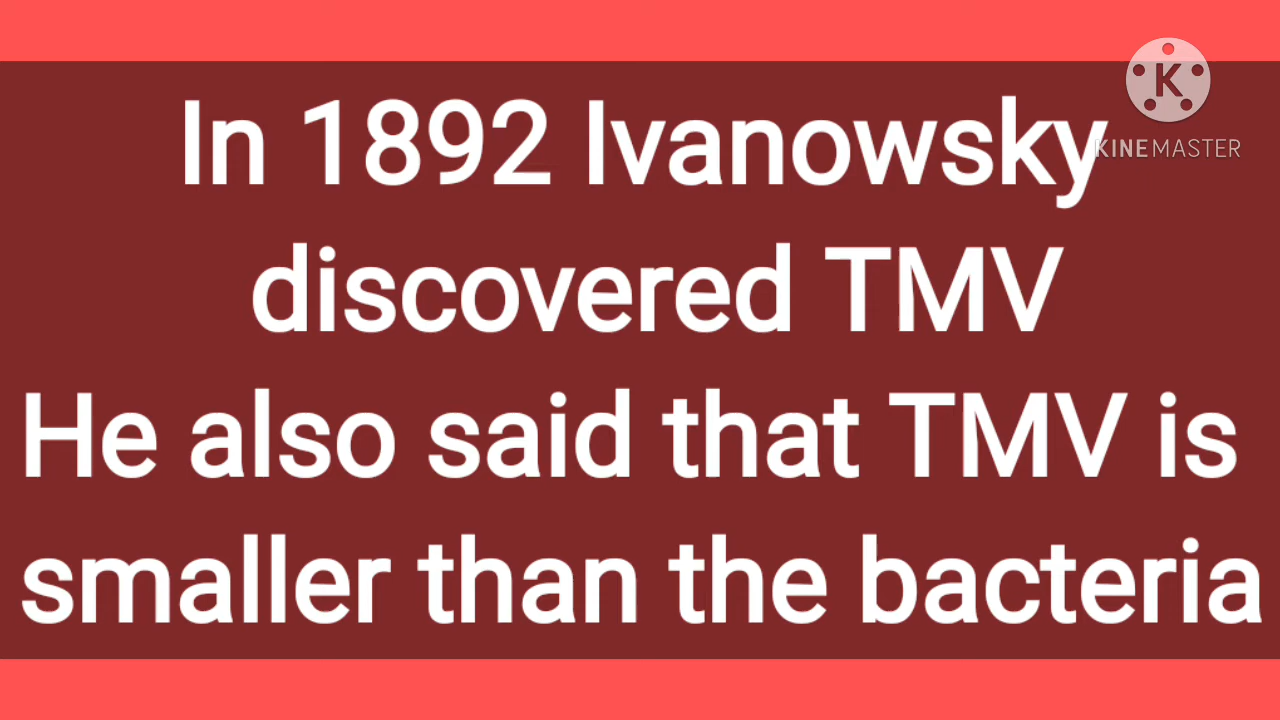 K
KINEMASTER
In 1892 Ivanowsky
discovered TMV
He also said that TMV is
smaller than the bacteria